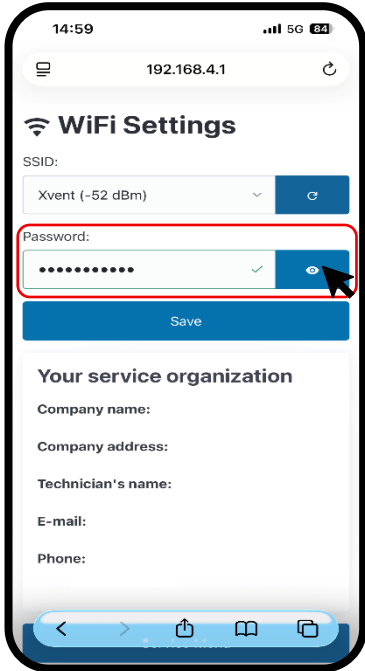 14:59 5G 84
192.168.4.1
WiFi Settings
SSID:
Xvent (-52 dBm)
Password:
Save
Your service organization
Company name:
Company address:
Technician's name:
E-mail:
Phone: